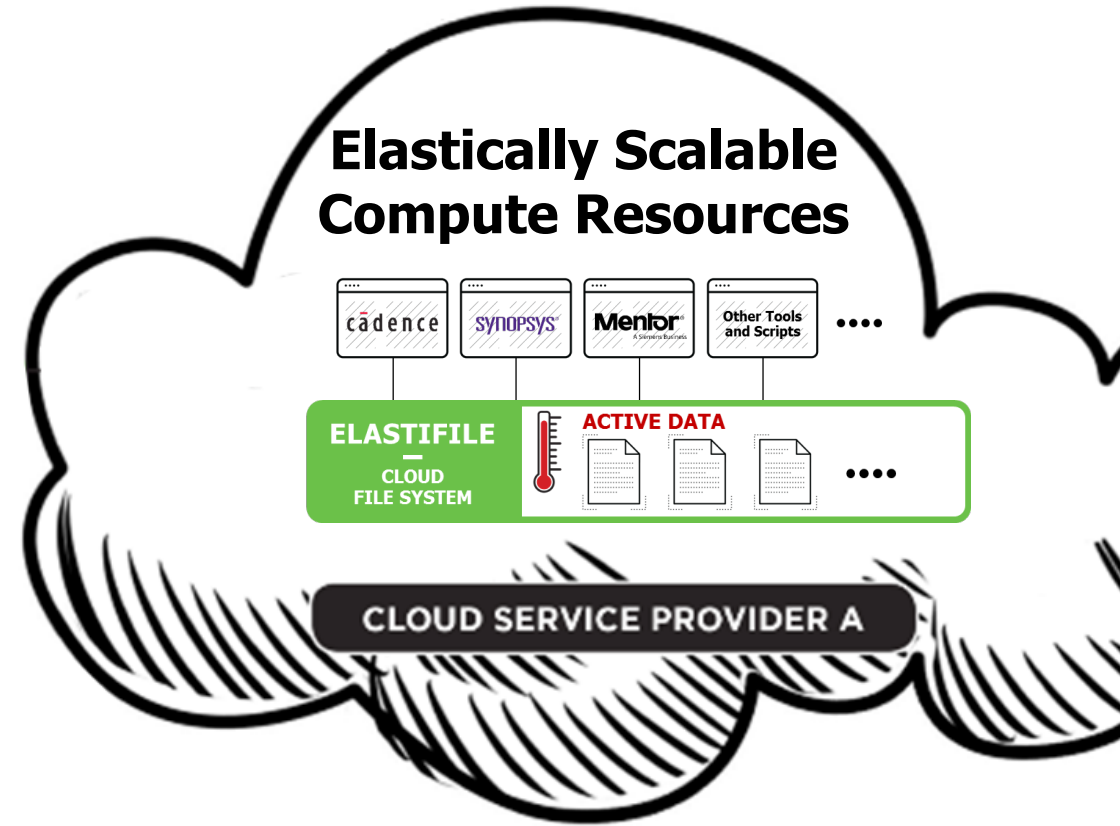 Elastically Scalable
Compute Resources
cādence
SYNOPSYS®
Mentor®
A Siemens Business
Other Tools
and Scripts
ELASTIFILE
CLOUD
FILE SYSTEM
ACTIVE DATA
CLOUD SERVICE PROVIDER A